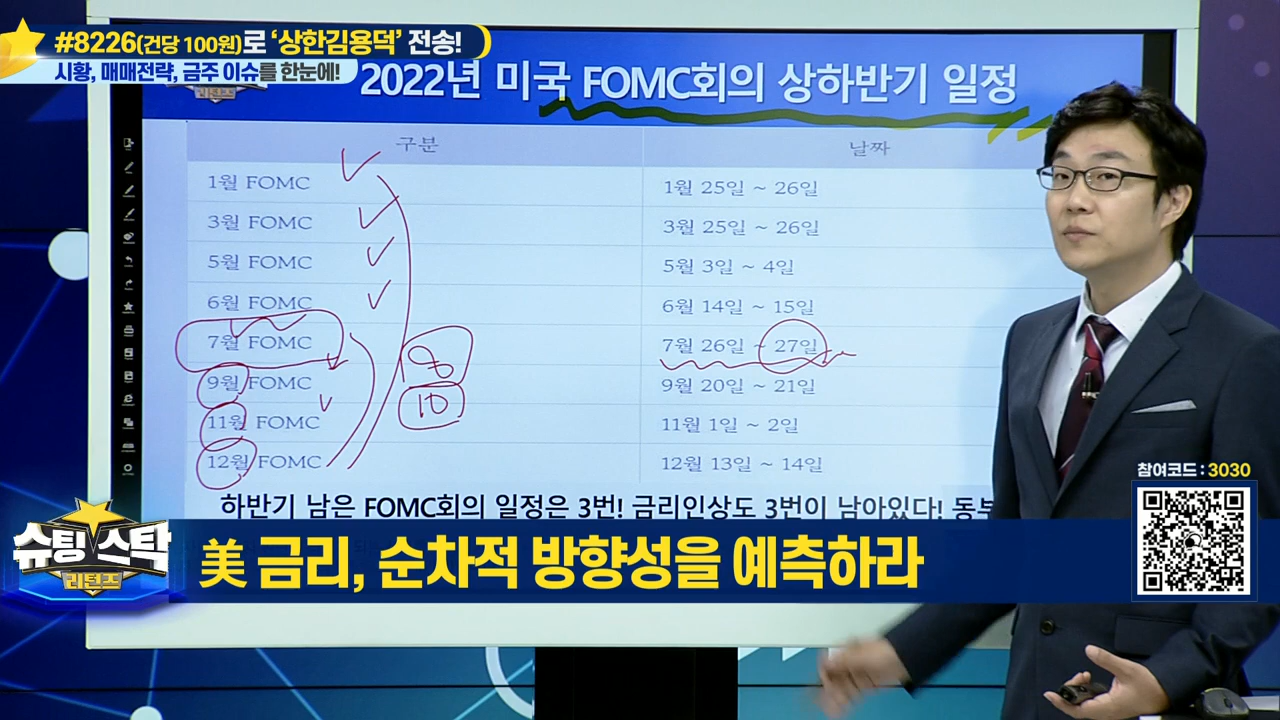 #8226(건당 100원)로 '상한김용덕' 전송!
시황, 매매전략, 금주 이슈를 한눈에!
2022년 미국 FOMC회의 상하반기 일정
구분 날짜
1월 FOMC 1월 25일 ~ 26일
3월 FOMC 3월 25일 ~ 26일
5월 FOMC 5월 3일 ~ 4일
6월 FOMC 6월 14일 ~ 15일
7월 FOMC 7월 26일 ~ 27일
9월 FOMC 9월 20일 ~ 21일
8
10
11월 FOMC 11월 1일 ~ 2일
12월 FOMC 12월 13일 ~ 14일
참여코드 : 3030
하반기 남은 FOMC회의 일정은 3번! 금리인상도 3번이 남아있다! 동부
슈팅스탁
리턴즈
美 금리, 순차적 방향성을 예측하라